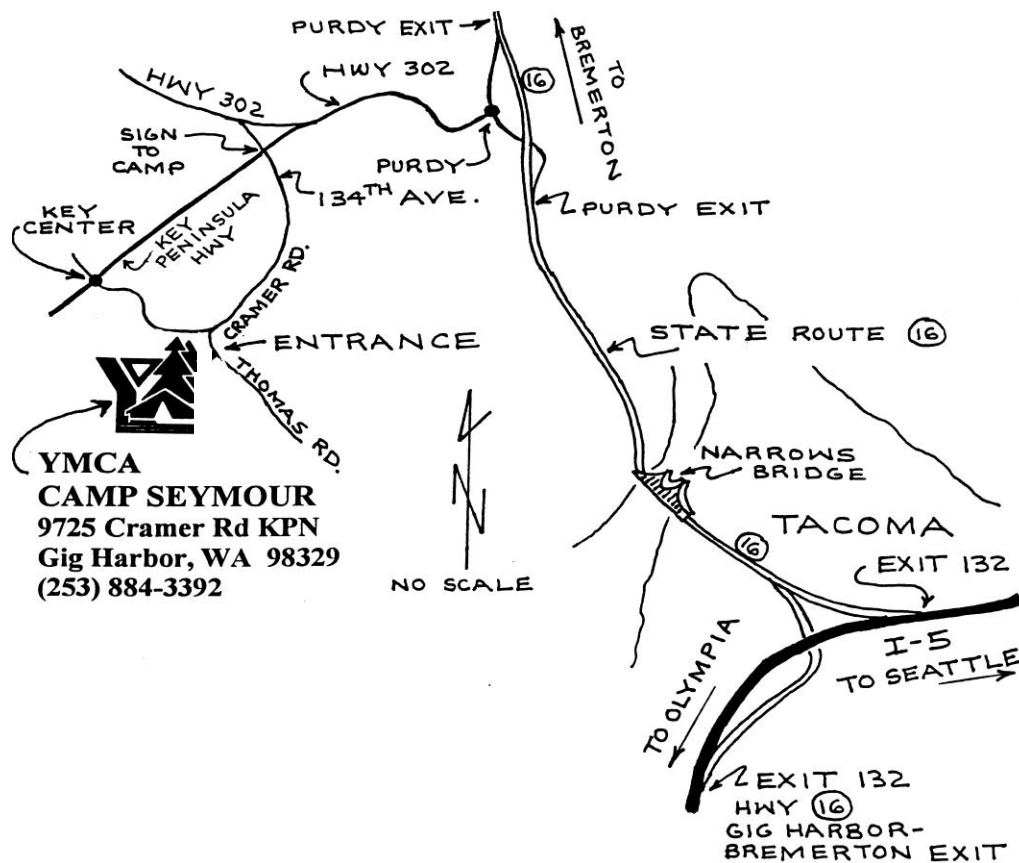 PURDY EXIT
16
TO
BREMERTON
HWY 302
HWY 302
SIGN
TO
CAMP
PURDY
134TH AVE.
PURDY EXIT
KEY
CENTER
KEY
PENINSULA
HWY
CRAMER RD.
ENTRANCE
THOMAS RD.
STATE ROUTE 16
YMCA
CAMP SEYMOUR
9725 Cramer Rd KPN
Gig Harbor, WA 98329
(253) 884-3392
N
NO SCALE
NARROWS
BRIDGE
TACOMA
16
EXIT 132
I-5
TO SEATTLE
TO OLYMPIA
EXIT 132
HWY 16
GIG HARBOR-
BREMERTON EXIT